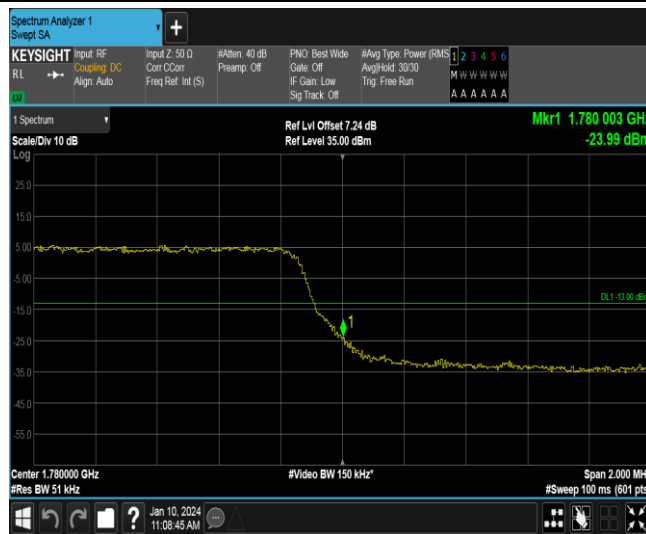 Spectrum Analyzer 1
Swept SA
KEYSIGHT
RL
Input: RF
Coupling: DC
Align: Auto
Input Z: 50 Ω
Corr CCorr
Freq Ref: Int (S)
#Atten: 40 dB
Preamp: Off
PNO: Best Wide
Gate: Off
IF Gain: Low
Sig Track: Off
#Avg Type: Power (RMS
Avg|Hold: 30/30
Trig: Free Run
1 2 3 4 5 6
M W W W W W
A A A A A A
1 Spectrum
Scale/Div 10 dB
Log
Ref Lvl Offset 7.24 dB
Ref Level 35.00 dBm
Mkr1 1.780 003 GHz
-23.99 dBm
25.0
15.0
5.00
-5.00
-15.0
-25.0
-35.0
-45.0
-55.0
DL1 -13.00 dBm
1
Center 1.780000 GHz
#Res BW 51 kHz
#Video BW 150 kHz*
Span 2.000 MH
#Sweep 100 ms (601 pts
?
Jan 10, 2024
11:08:45 AM